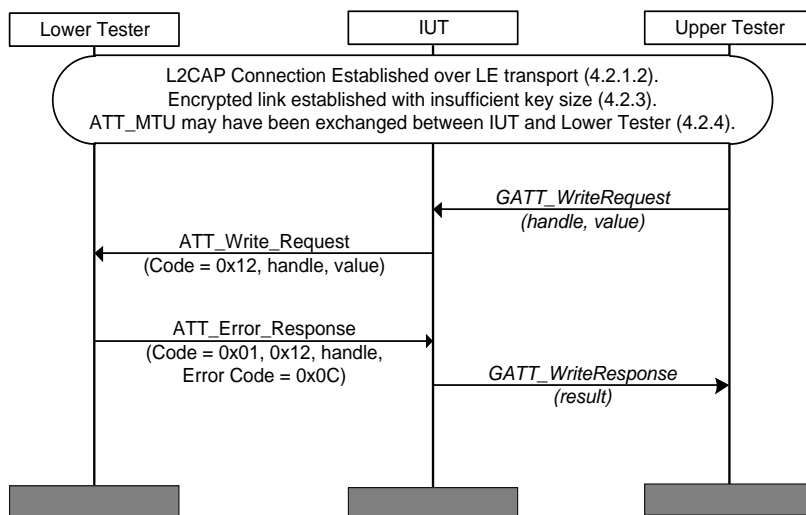 Lower Tester
IUT
Upper Tester
L2CAP Connection Established over LE transport (4.2.1.2).
Encrypted link established with insufficient key size (4.2.3).
ATT_MTU may have been exchanged between IUT and Lower Tester (4.2.4).
GATT_WriteRequest
(handle, value)
ATT_Write_Request
(Code = 0x12, handle, value)
ATT_Error_Response
(Code = 0x01, 0x12, handle,
Error Code = 0x0C)
GATT_WriteResponse
(result)